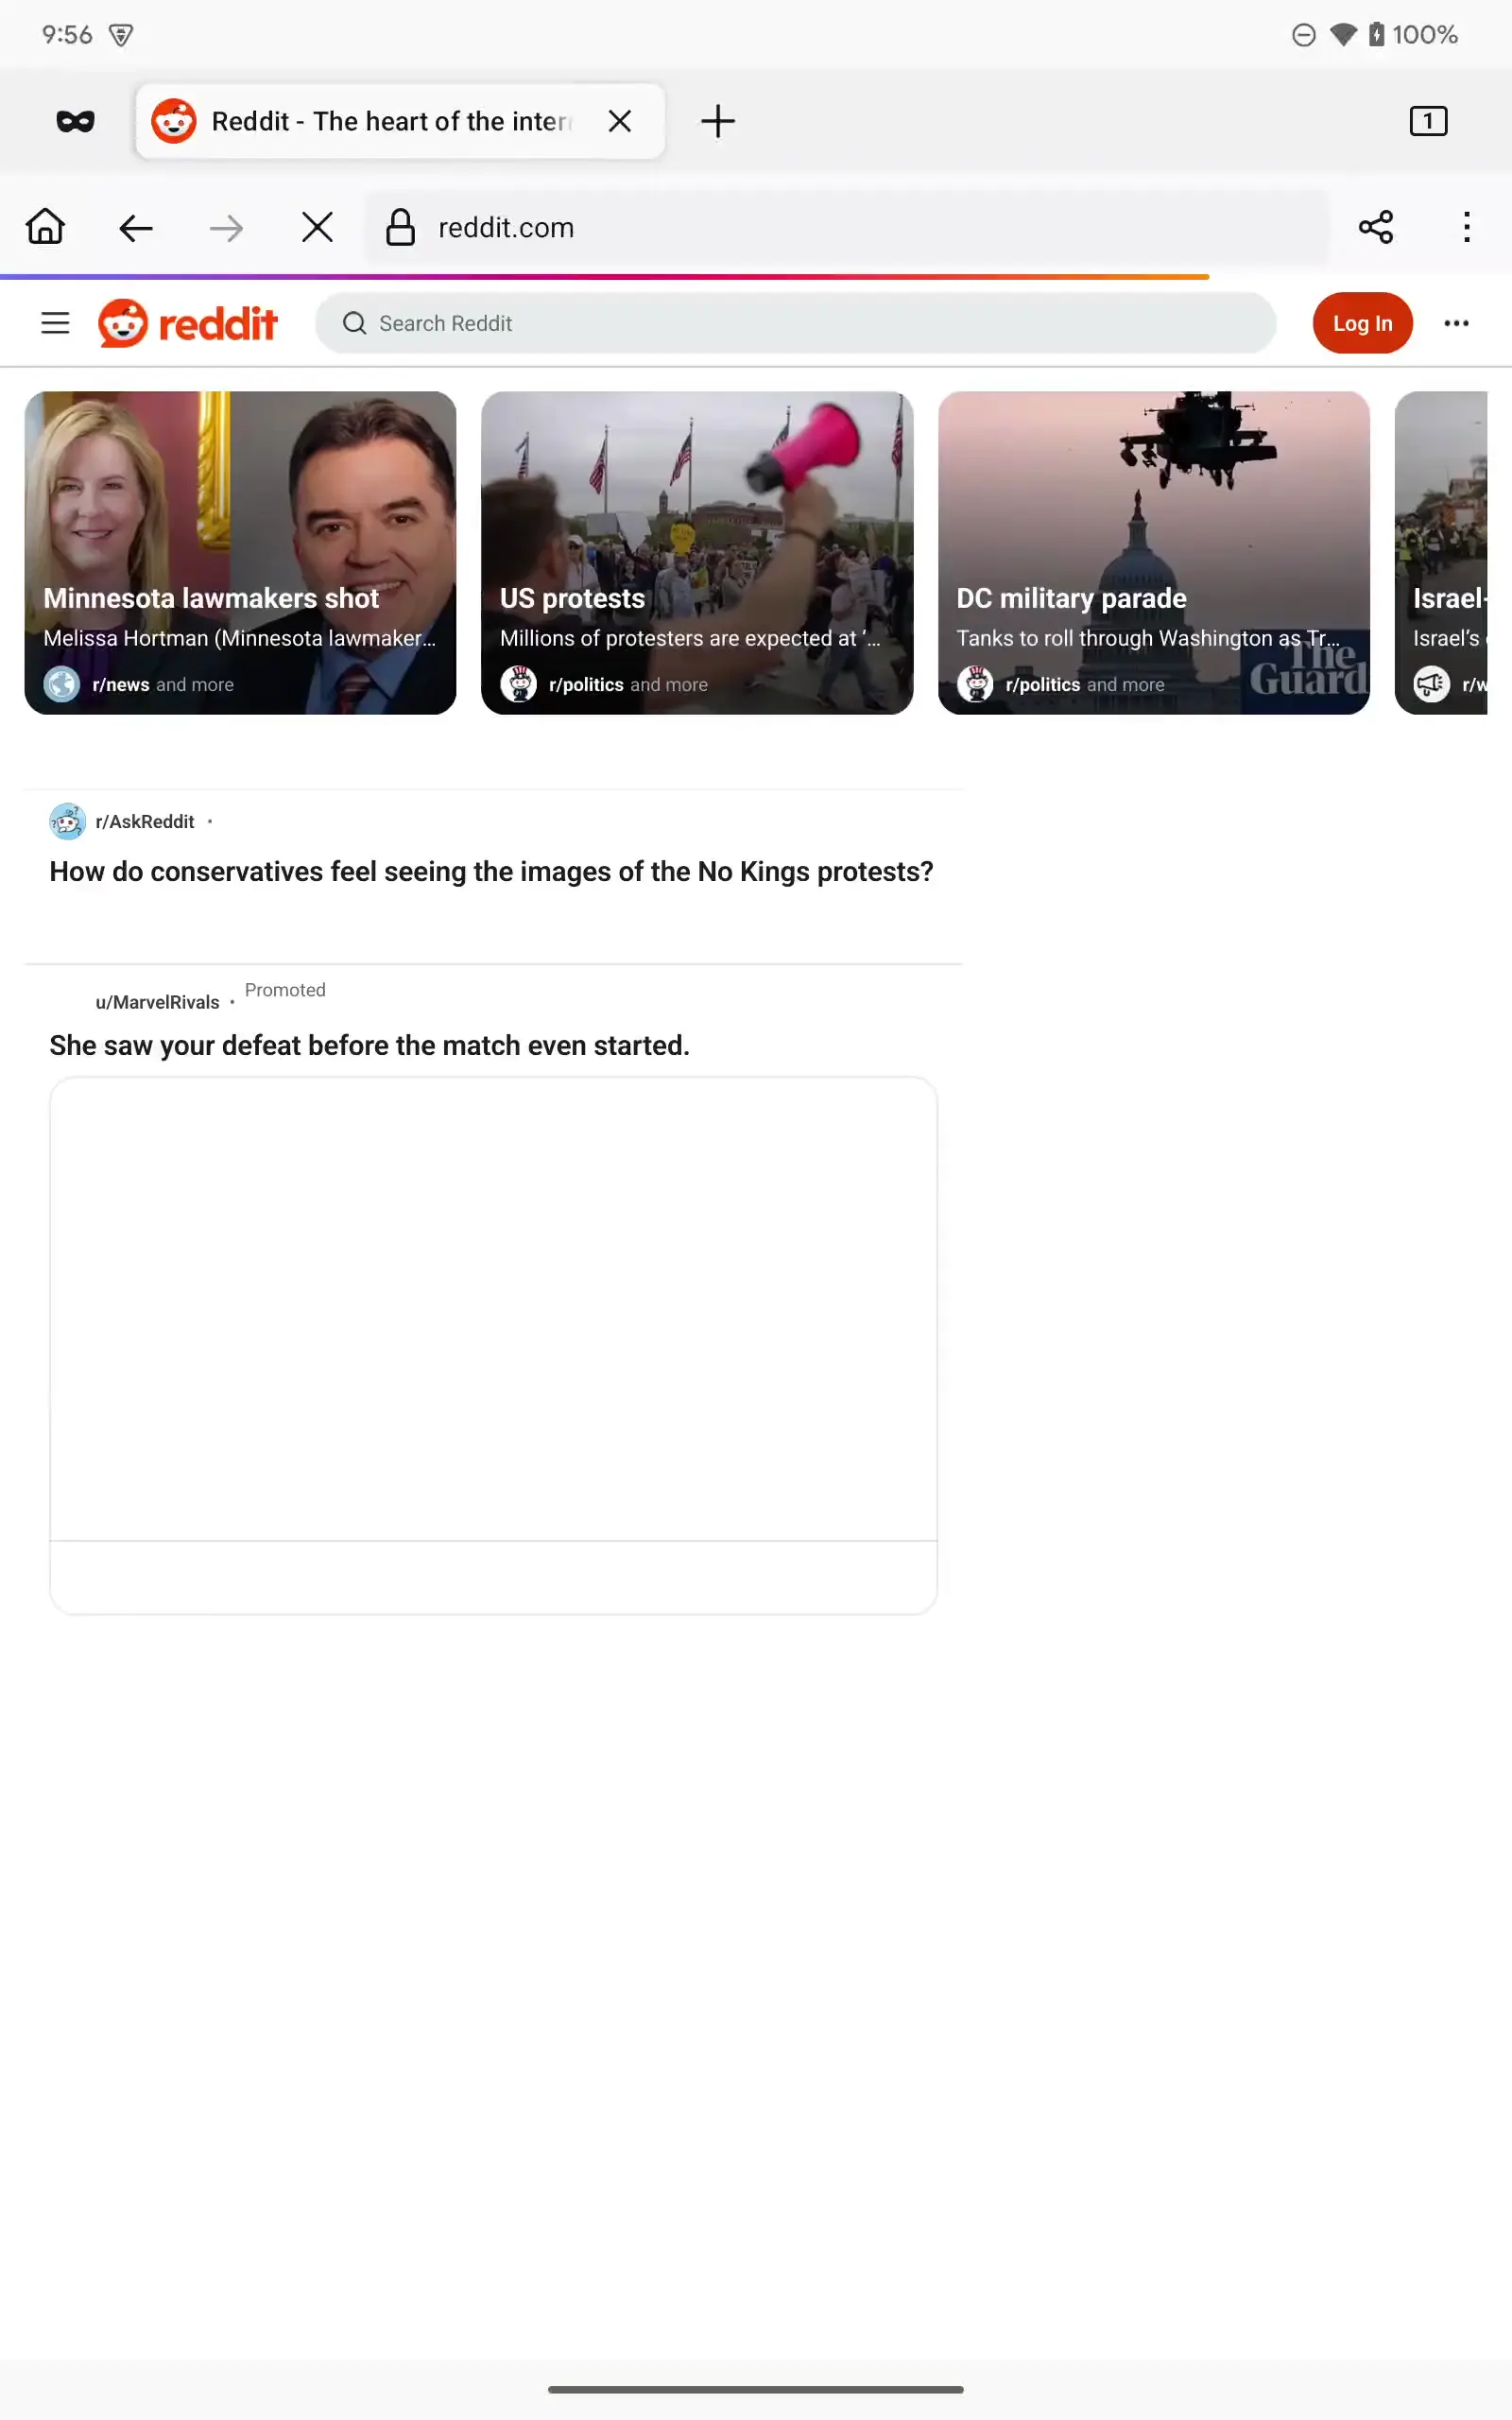 9:56
100%
Reddit - The heart of the inter
1
reddit.com
reddit
Search Reddit
Log In
Minnesota lawmakers shot
Melissa Hortman (Minnesota lawmaker...
r/news and more
US protests
Millions of protesters are expected at ‘...
r/politics and more
DC military parade
Tanks to roll through Washington as Tr...
r/politics and more
The
Guard
Israel-
Israel's
r/w
r/AskReddit •
How do conservatives feel seeing the images of the No Kings protests?
u/MarvelRivals • Promoted
She saw your defeat before the match even started.